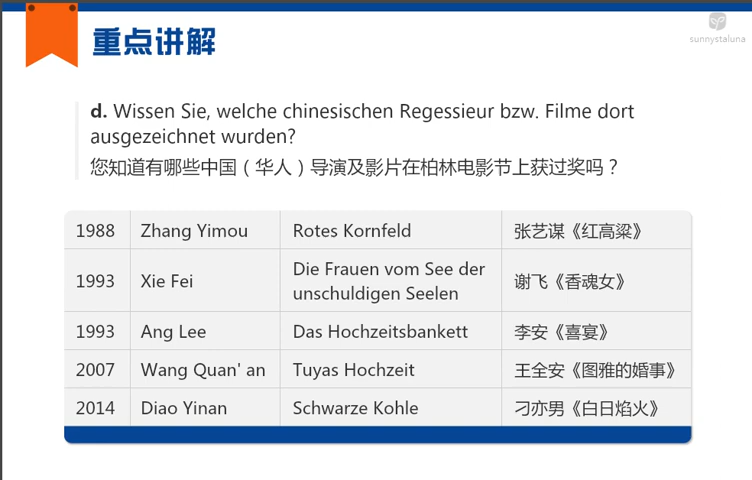 重点讲解
sunnystaluna
d. Wissen Sie, welche chinesischen Regessieur bzw. Filme dort
ausgezeichnet wurden?
您知道有哪些中国（华人）导演及影片在柏林电影节上获过奖吗？
1988 Zhang Yimou Rotes Kornfeld 张艺谋《红高粱》
1993 Xie Fei Die Frauen vom See der
unschuldigen Seelen 谢飞《香魂女》
1993 Ang Lee Das Hochzeitsbankett 李安《喜宴》
2007 Wang Quan' an Tuyas Hochzeit 王全安《图雅的婚事》
2014 Diao Yinan Schwarze Kohle 刁亦男《白日焰火》